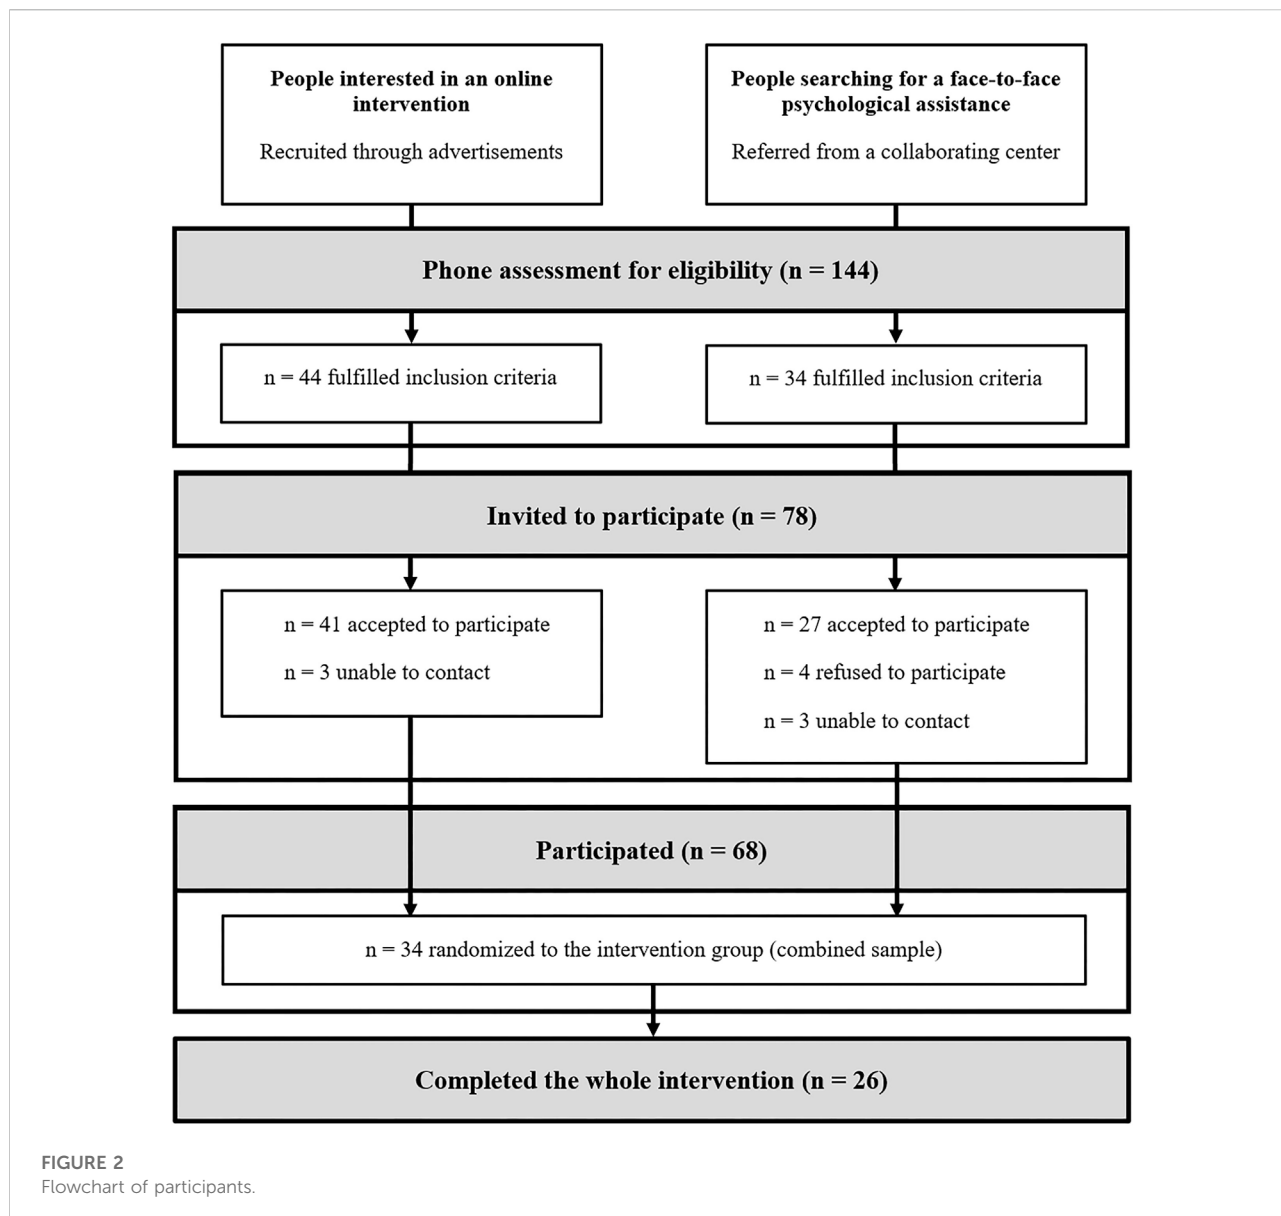 People interested in an online
intervention
Recruited through advertisements
People searching for a face-to-face
psychological assistance
Referred from a collaborating center
Phone assessment for eligibility (n = 144)
n = 44 fulfilled inclusion criteria
n = 34 fulfilled inclusion criteria
Invited to participate (n = 78)
n = 41 accepted to participate
n = 3 unable to contact
n = 27 accepted to participate
n = 4 refused to participate
n = 3 unable to contact
Participated (n = 68)
n = 34 randomized to the intervention group (combined sample)
Completed the whole intervention (n = 26)
FIGURE 2
Flowchart of participants.